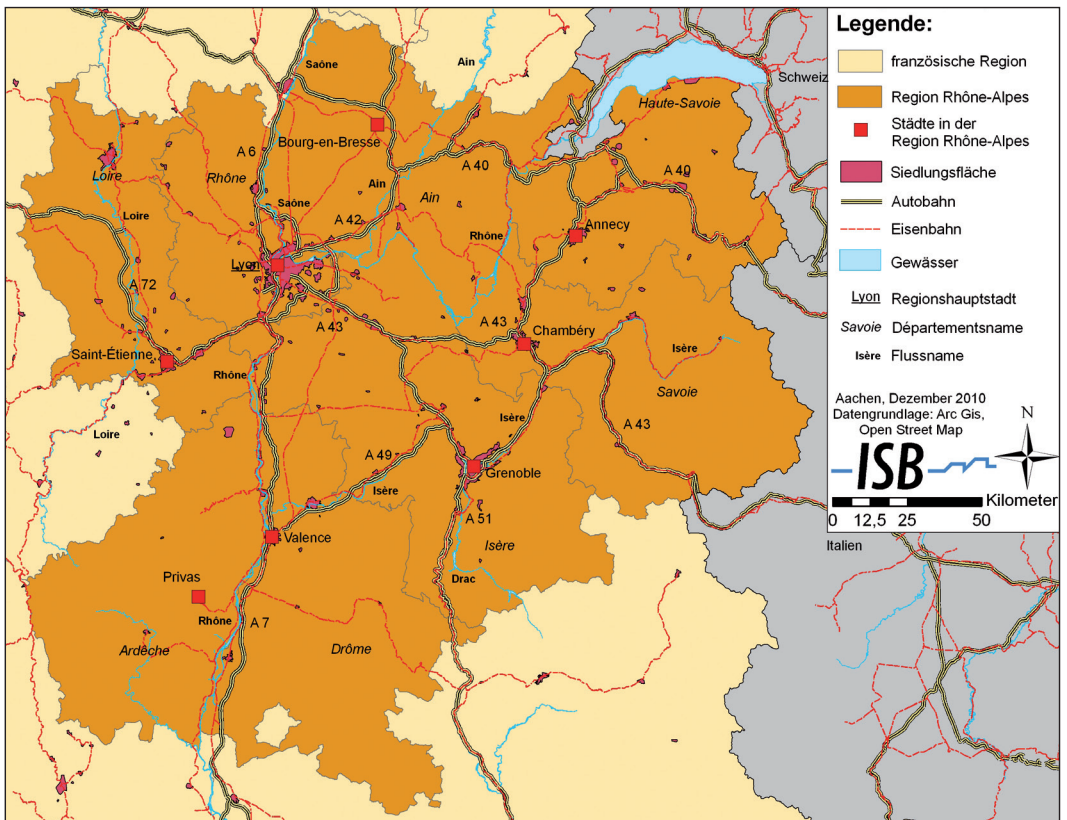 Saône
Ain
Schweiz
Haute-Savoie
Bourg-en-Bresse
A 6
A 40
A 40
Loire
Rhône
Ain
Ain
Saône
Loire
A 42
Rhône
Annecy
Lyon
A 72
A 43
A 43
Chambéry
Saint-Étienne
Isère
Rhône
Savoie
Isère
Loire
A 43
A 49
Grenoble
Isère
A 51
Valence
Isère
Italien
Privas
Drac
Rhône
A 7
Ardèche
Drôme
Legende:
französische Region
Region Rhône-Alpes
Städte in der
Region Rhône-Alpes
Siedlungsfläche
Autobahn
Eisenbahn
Gewässer
Lyon Regionshauptstadt
Savoie Départementsname
Isère Flussname
Aachen, Dezember 2010
Datengrundlage: Arc Gis,
Open Street Map
N
ISB
Kilometer
0 12,5 25 50